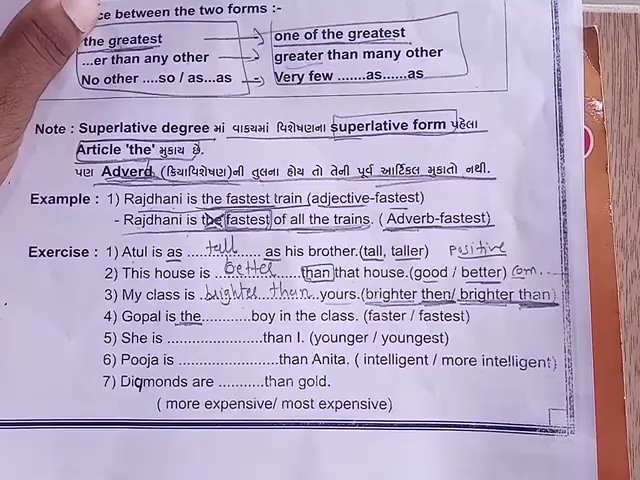 ce between the two forms :-
the greatest one of the greatest
...er than any other greater than many other
No other ....so / as...as Very few .......as......as
Note : Superlative degree માં વાક્યમાં વિશેષણના superlative form પહેલા
Article 'the' મુકાય છે.
પણ Adverd (ક્રિયાવિશેષણ)ની તુલના હોય તો તેની પૂર્વ આર્ટિકલ મુકાતો નથી.
Example : 1) Rajdhani is the fastest train (adjective-fastest)
- Rajdhani is the fastest of all the trains. ( Adverb-fastest)
Exercise : 1) Atul is as ....tall...... as his brother.(tall, taller) positive
2) This house is ..better.......than that house.(good / better) com...
3) My class is .brighter than...yours.(brighter then/ brighter than)
4) Gopal is the............boy in the class. (faster / fastest)
5) She is ......................than I. (younger / youngest)
6) Pooja is ......................than Anita. ( intelligent / more intelligent)
7) Diamonds are ...........than gold.
( more expensive/ most expensive)